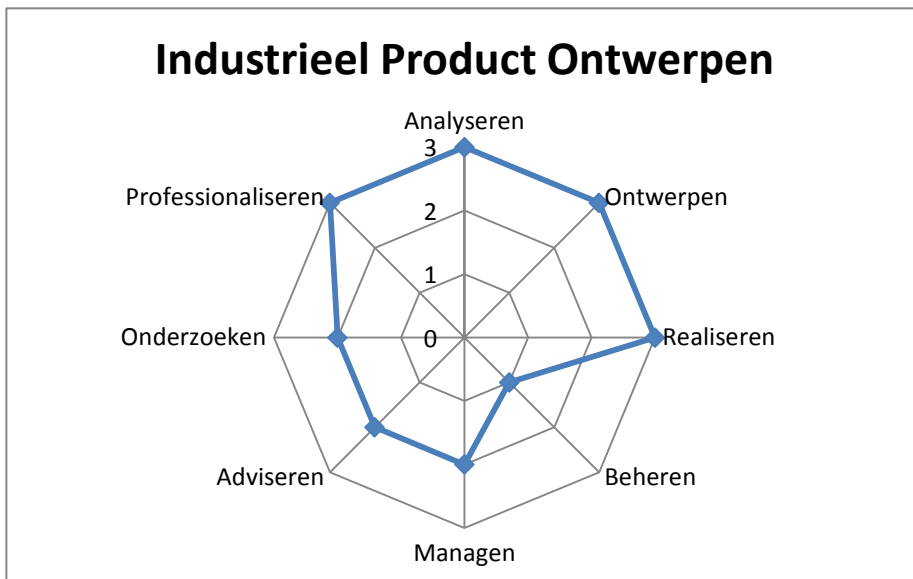 Industrieel Product Ontwerpen
Analyseren
3
Professionaliseren
Ontwerpen
2
1
Onderzoeken
0
Realiseren
Adviseren
Beheren
Managen